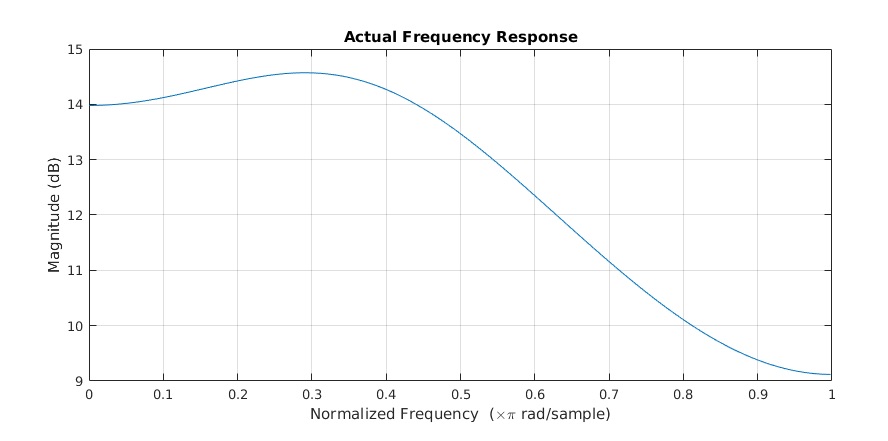 Actual Frequency Response
15
14
13
12
11
10
9
Magnitude (dB)
0 0.1 0.2 0.3 0.4 0.5 0.6 0.7 0.8 0.9 1
Normalized Frequency (×π rad/sample)